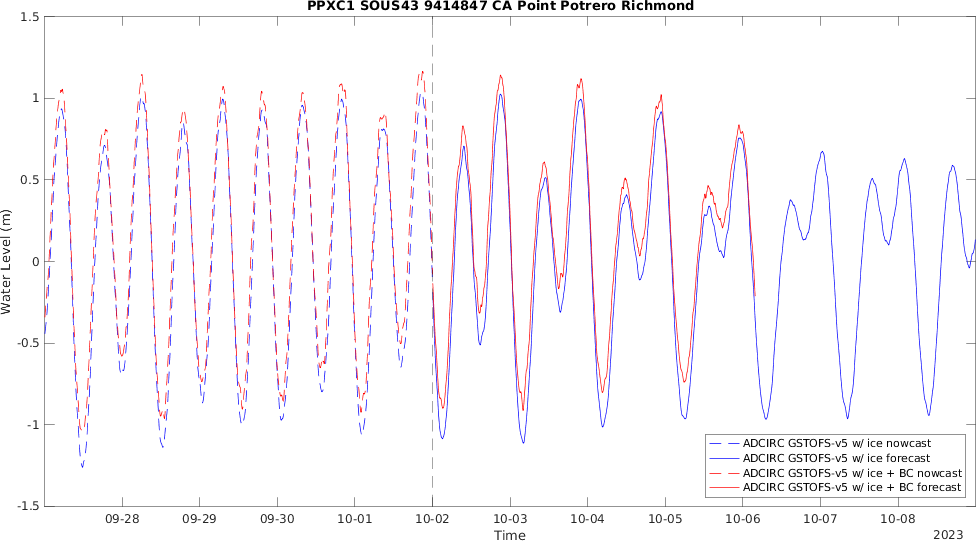 PPXC1 SOUS43 9414847 CA Point Potrero Richmond
1.5
1
0.5
0
-0.5
-1
-1.5
Water Level (m)
ADCIRC GSTOFS-v5 w/ ice nowcast
ADCIRC GSTOFS-v5 w/ ice forecast
ADCIRC GSTOFS-v5 w/ ice + BC nowcast
ADCIRC GSTOFS-v5 w/ ice + BC forecast
09-28 09-29 09-30 10-01 10-02 10-03 10-04 10-05 10-06 10-07 10-08
Time
2023